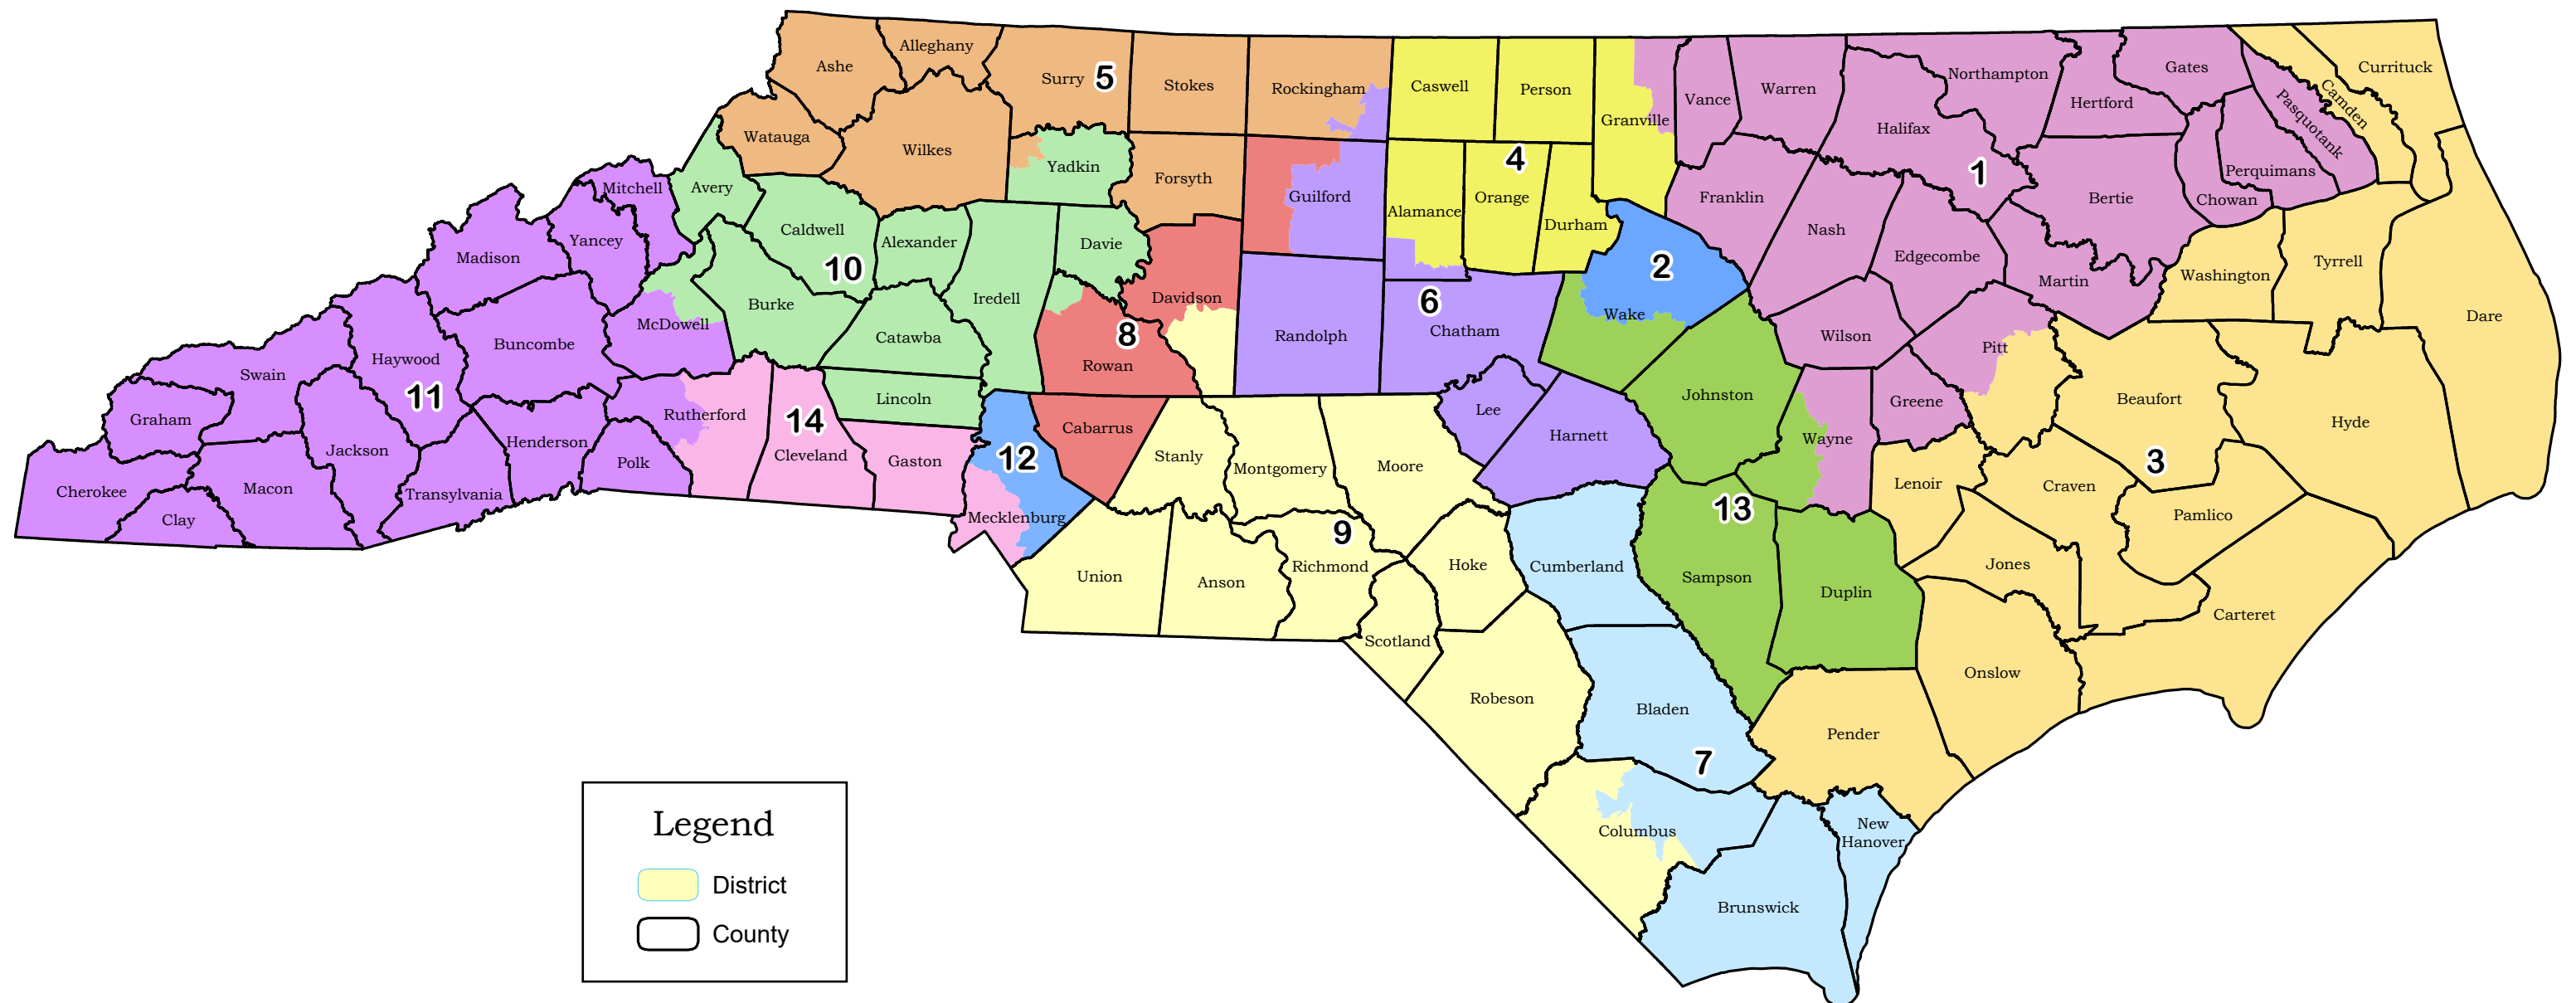 Ashe
Alleghany
Surry
5
Stokes
Rockingham
Caswell
Person
Granville
Vance
Warren
Northampton
Hertford
Gates
Pasquotank
Camden
Currituck
Watauga
Wilkes
Yadkin
Forsyth
Guilford
Alamance
Orange
4
Durham
Franklin
Halifax
1
Bertie
Chowan
Perquimans
Mitchell
Avery
Yancey
Madison
Caldwell
10
Alexander
Davie
Iredell
Davidson
2
Wake
Nash
Edgecombe
Martin
Washington
Tyrrell
Dare
McDowell
Burke
Catawba
Rowan
8
Randolph
6
Chatham
Wilson
Pitt
Buncombe
Haywood
11
Swain
Graham
Jackson
Cherokee
Clay
Macon
Transylvania
Henderson
Polk
Rutherford
14
Cleveland
Lincoln
Gaston
12
Mecklenburg
Cabarrus
Stanly
Montgomery
Moore
Lee
Harnett
Johnston
Wayne
Greene
Beaufort
3
Hyde
Lenoir
Craven
Pamlico
Jones
Carteret
Onslow
Union
Anson
Richmond
9
Scotland
Hoke
Cumberland
13
Sampson
Duplin
Robeson
Bladen
7
Pender
Columbus
New
Hanover
Brunswick
Legend
District
County